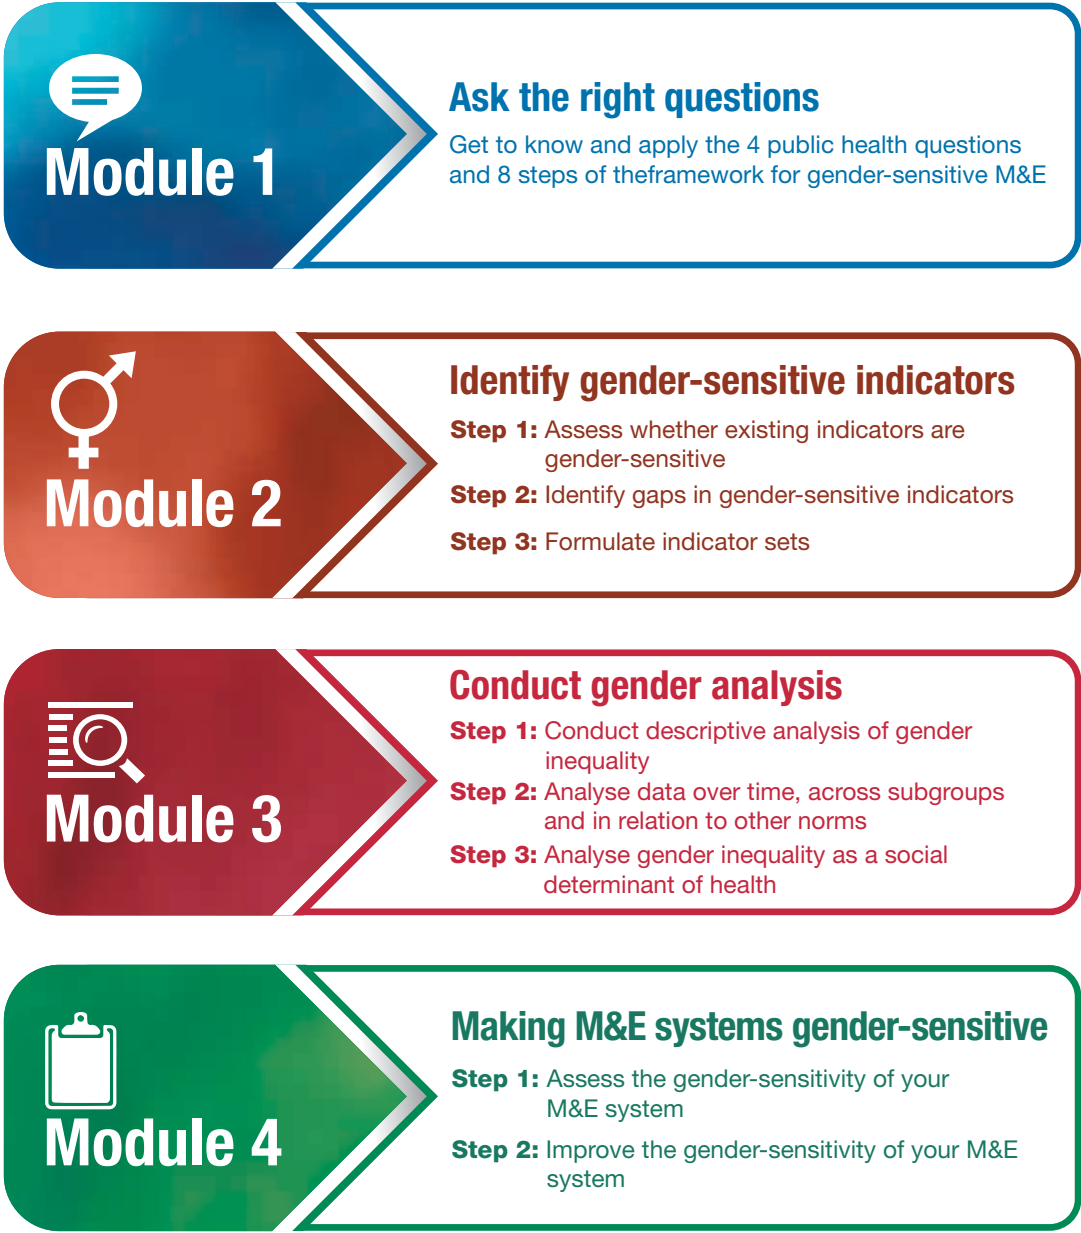 Module 1
Ask the right questions
Get to know and apply the 4 public health questions
and 8 steps of theframework for gender-sensitive M&E
Module 2
Identify gender-sensitive indicators
Step 1: Assess whether existing indicators are
gender-sensitive
Step 2: Identify gaps in gender-sensitive indicators
Step 3: Formulate indicator sets
Module 3
Conduct gender analysis
Step 1: Conduct descriptive analysis of gender
inequality
Step 2: Analyse data over time, across subgroups
and in relation to other norms
Step 3: Analyse gender inequality as a social
determinant of health
Module 4
Making M&E systems gender-sensitive
Step 1: Assess the gender-sensitivity of your
M&E system
Step 2: Improve the gender-sensitivity of your M&E
system